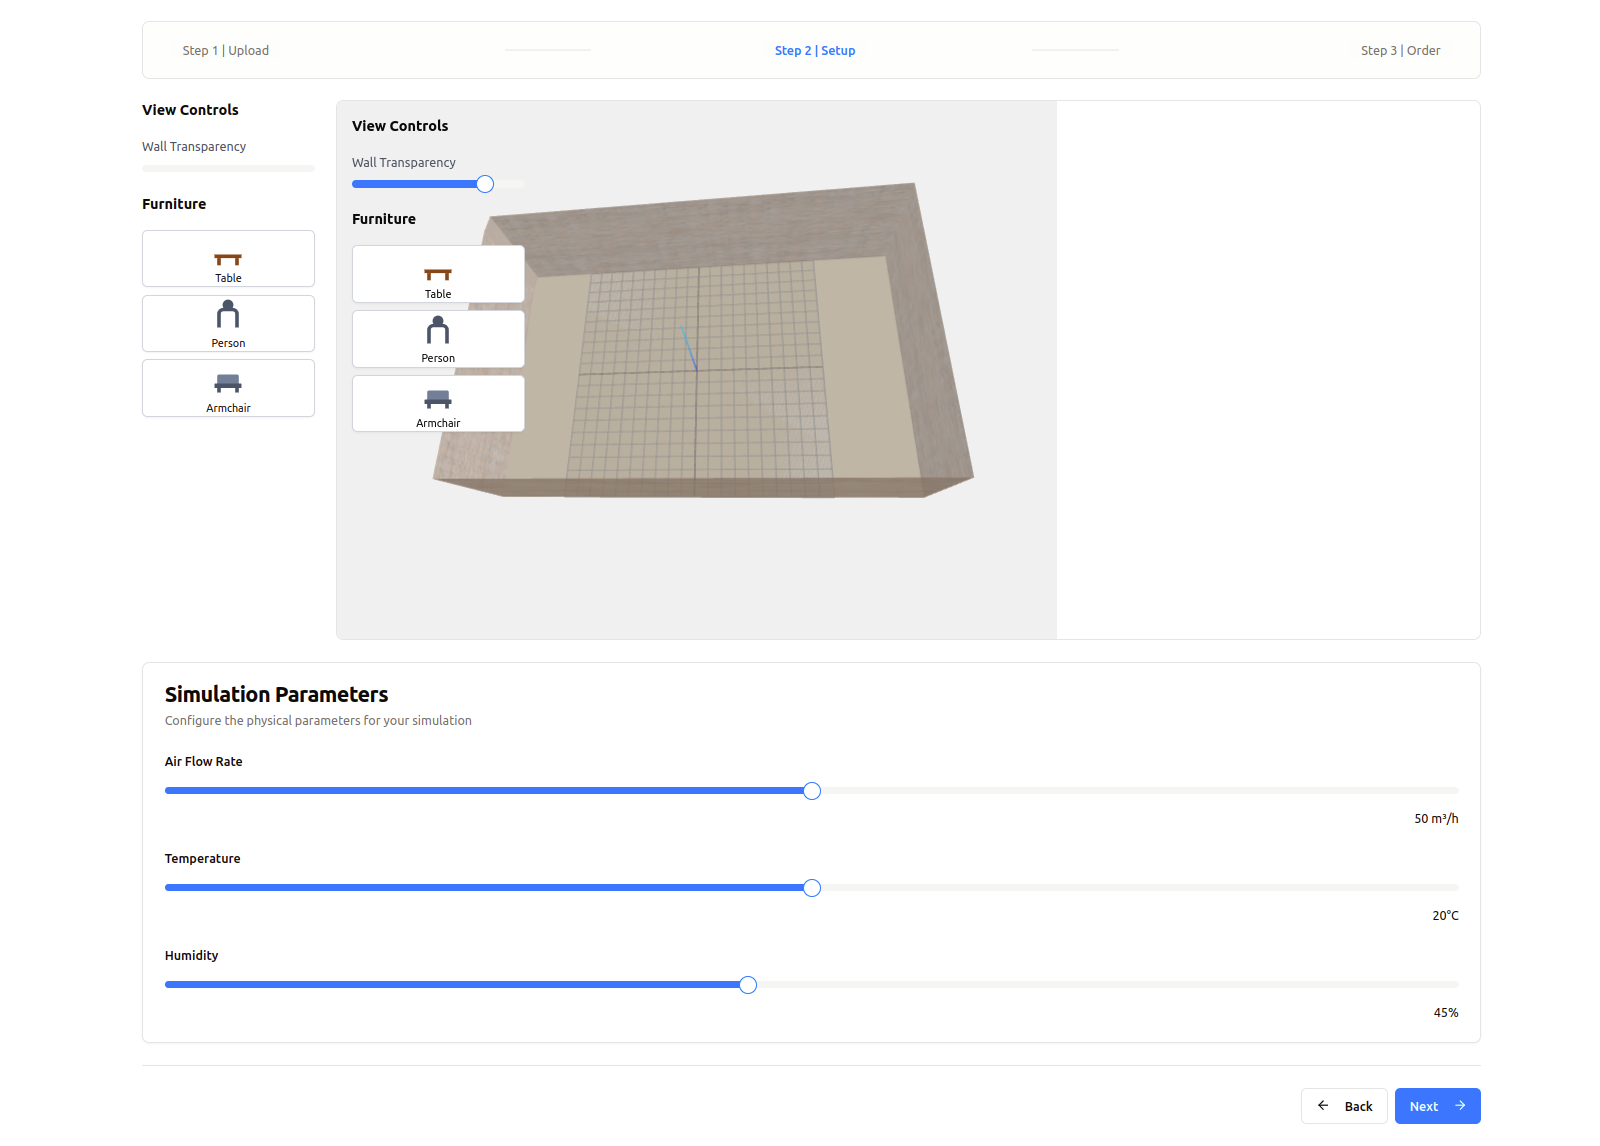 Step 1 | Upload
Step 2 | Setup
Step 3 | Order
View Controls
Wall Transparency
Furniture
Table
Person
Armchair
View Controls
Wall Transparency
Furniture
Table
Person
Armchair
Simulation Parameters
Configure the physical parameters for your simulation
Air Flow Rate
50 m³/h
Temperature
20°C
Humidity
45%
Back
Next